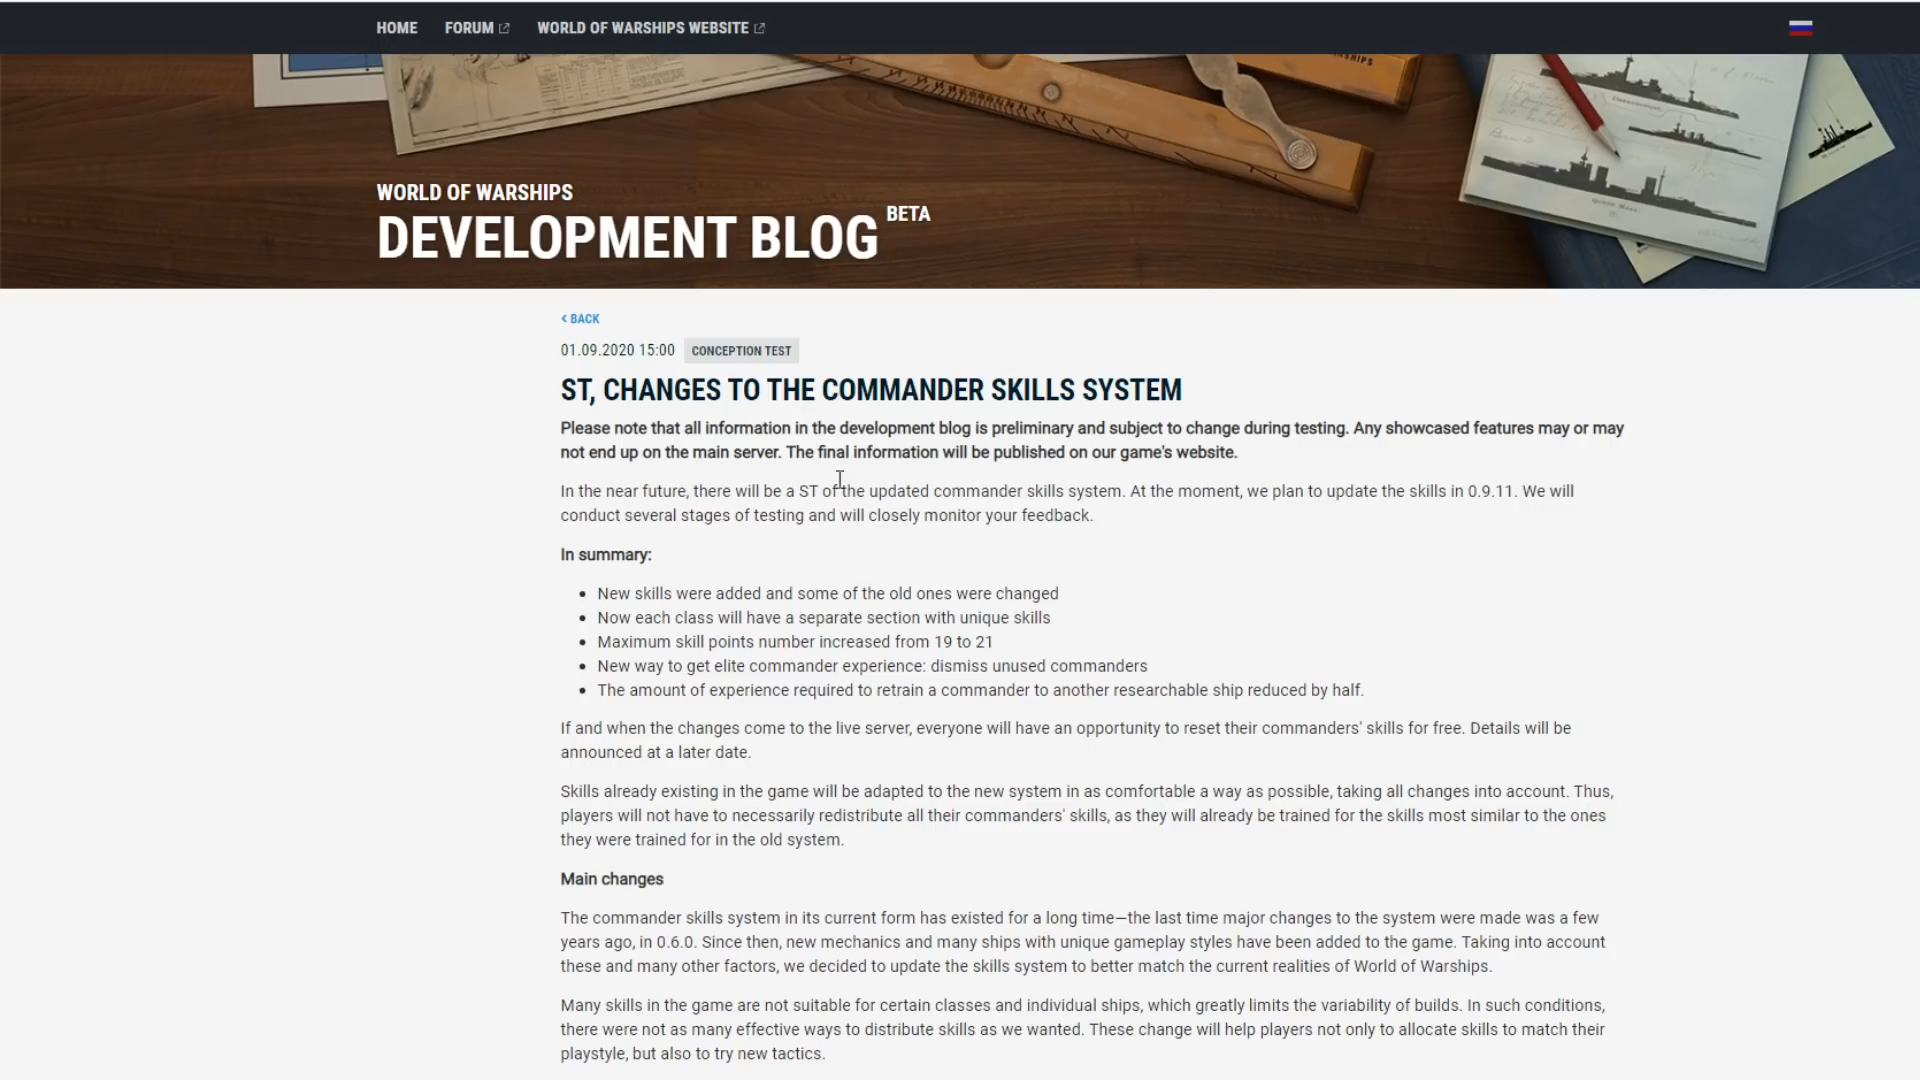 HOME FORUM WORLD OF WARSHIPS WEBSITE
WORLD OF WARSHIPS
DEVELOPMENT BLOG BETA
BACK
01.09.2020 15:00 CONCEPTION TEST
ST, CHANGES TO THE COMMANDER SKILLS SYSTEM
Please note that all information in the development blog is preliminary and subject to change during testing. Any showcased features may or may
not end up on the main server. The final information will be published on our game's website.
In the near future, there will be a ST of the updated commander skills system. At the moment, we plan to update the skills in 0.9.11. We will
conduct several stages of testing and will closely monitor your feedback.
In summary:
• New skills were added and some of the old ones were changed
• Now each class will have a separate section with unique skills
• Maximum skill points number increased from 19 to 21
• New way to get elite commander experience: dismiss unused commanders
• The amount of experience required to retrain a commander to another researchable ship reduced by half.
If and when the changes come to the live server, everyone will have an opportunity to reset their commanders' skills for free. Details will be
announced at a later date.
Skills already existing in the game will be adapted to the new system in as comfortable a way as possible, taking all changes into account. Thus,
players will not have to necessarily redistribute all their commanders' skills, as they will already be trained for the skills most similar to the ones
they were trained for in the old system.
Main changes
The commander skills system in its current form has existed for a long time—the last time major changes to the system were made was a few
years ago, in 0.6.0. Since then, new mechanics and many ships with unique gameplay styles have been added to the game. Taking into account
these and many other factors, we decided to update the skills system to better match the current realities of World of Warships.
Many skills in the game are not suitable for certain classes and individual ships, which greatly limits the variability of builds. In such conditions,
there were not as many effective ways to distribute skills as we wanted. These change will help players not only to allocate skills to match their
playstyle, but also to try new tactics.